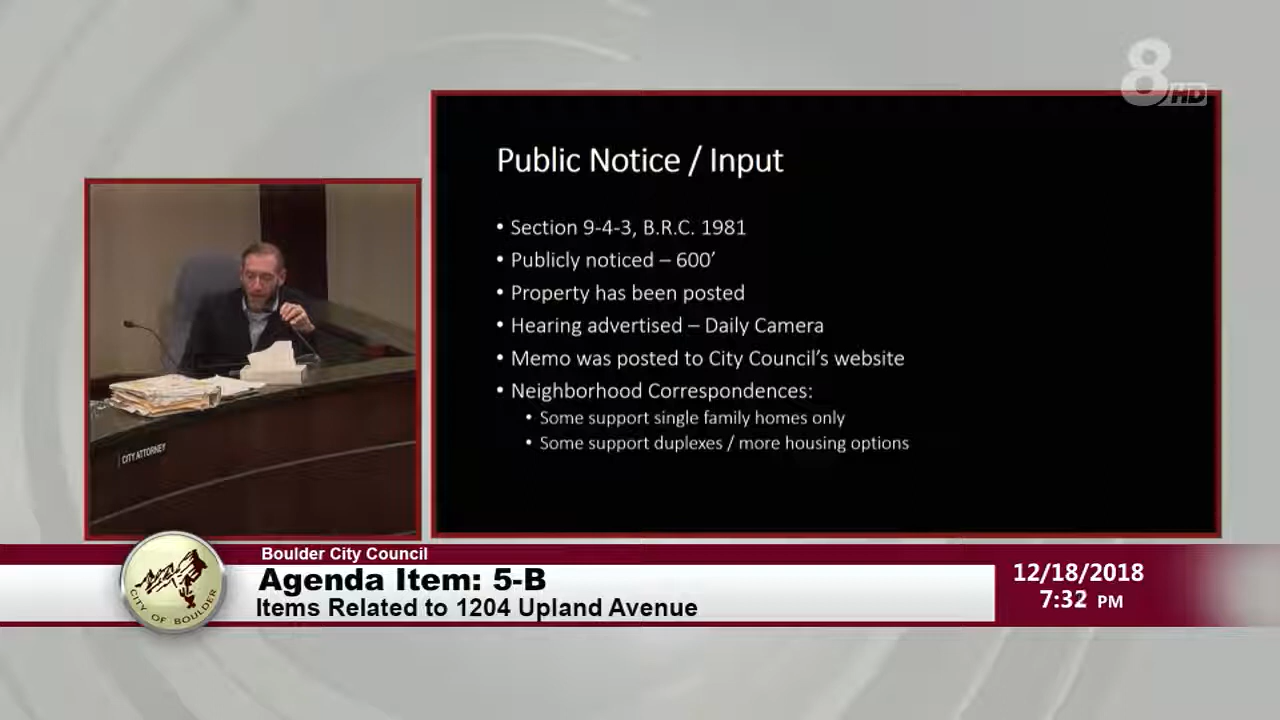 8HD
Public Notice / Input
• Section 9-4-3, B.R.C. 1981
• Publicly noticed – 600’
• Property has been posted
• Hearing advertised – Daily Camera
• Memo was posted to City Council’s website
• Neighborhood Correspondences:
• Some support single family homes only
• Some support duplexes / more housing options
CITY ATTORNEY
Boulder City Council
Agenda Item: 5-B
Items Related to 1204 Upland Avenue
CITY OF BOULDER
12/18/2018
7:32 PM